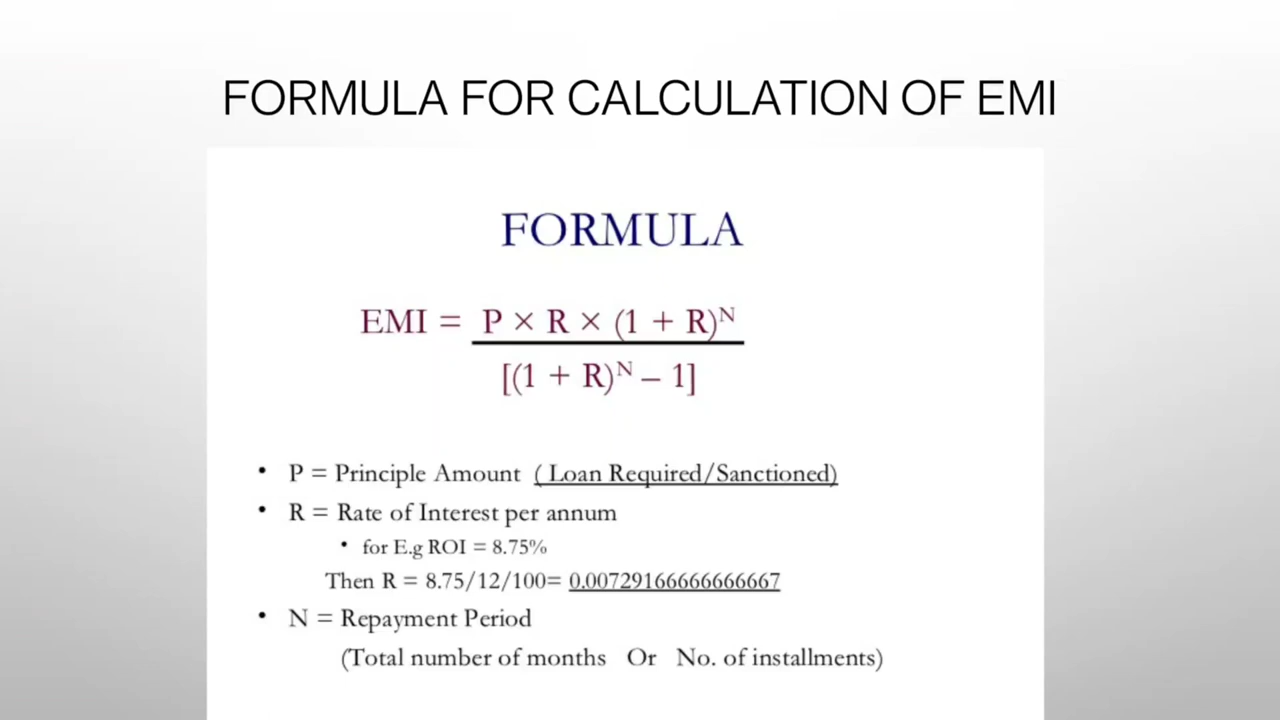 FORMULA FOR CALCULATION OF EMI
FORMULA
EMI = P × R × (1 + R)ᴺ
[(1 + R)ᴺ – 1]
• P = Principle Amount ( Loan Required/Sanctioned)
• R = Rate of Interest per annum
• for E.g ROI = 8.75%
Then R = 8.75/12/100= 0.00729166666666667
• N = Repayment Period
(Total number of months Or No. of installments)